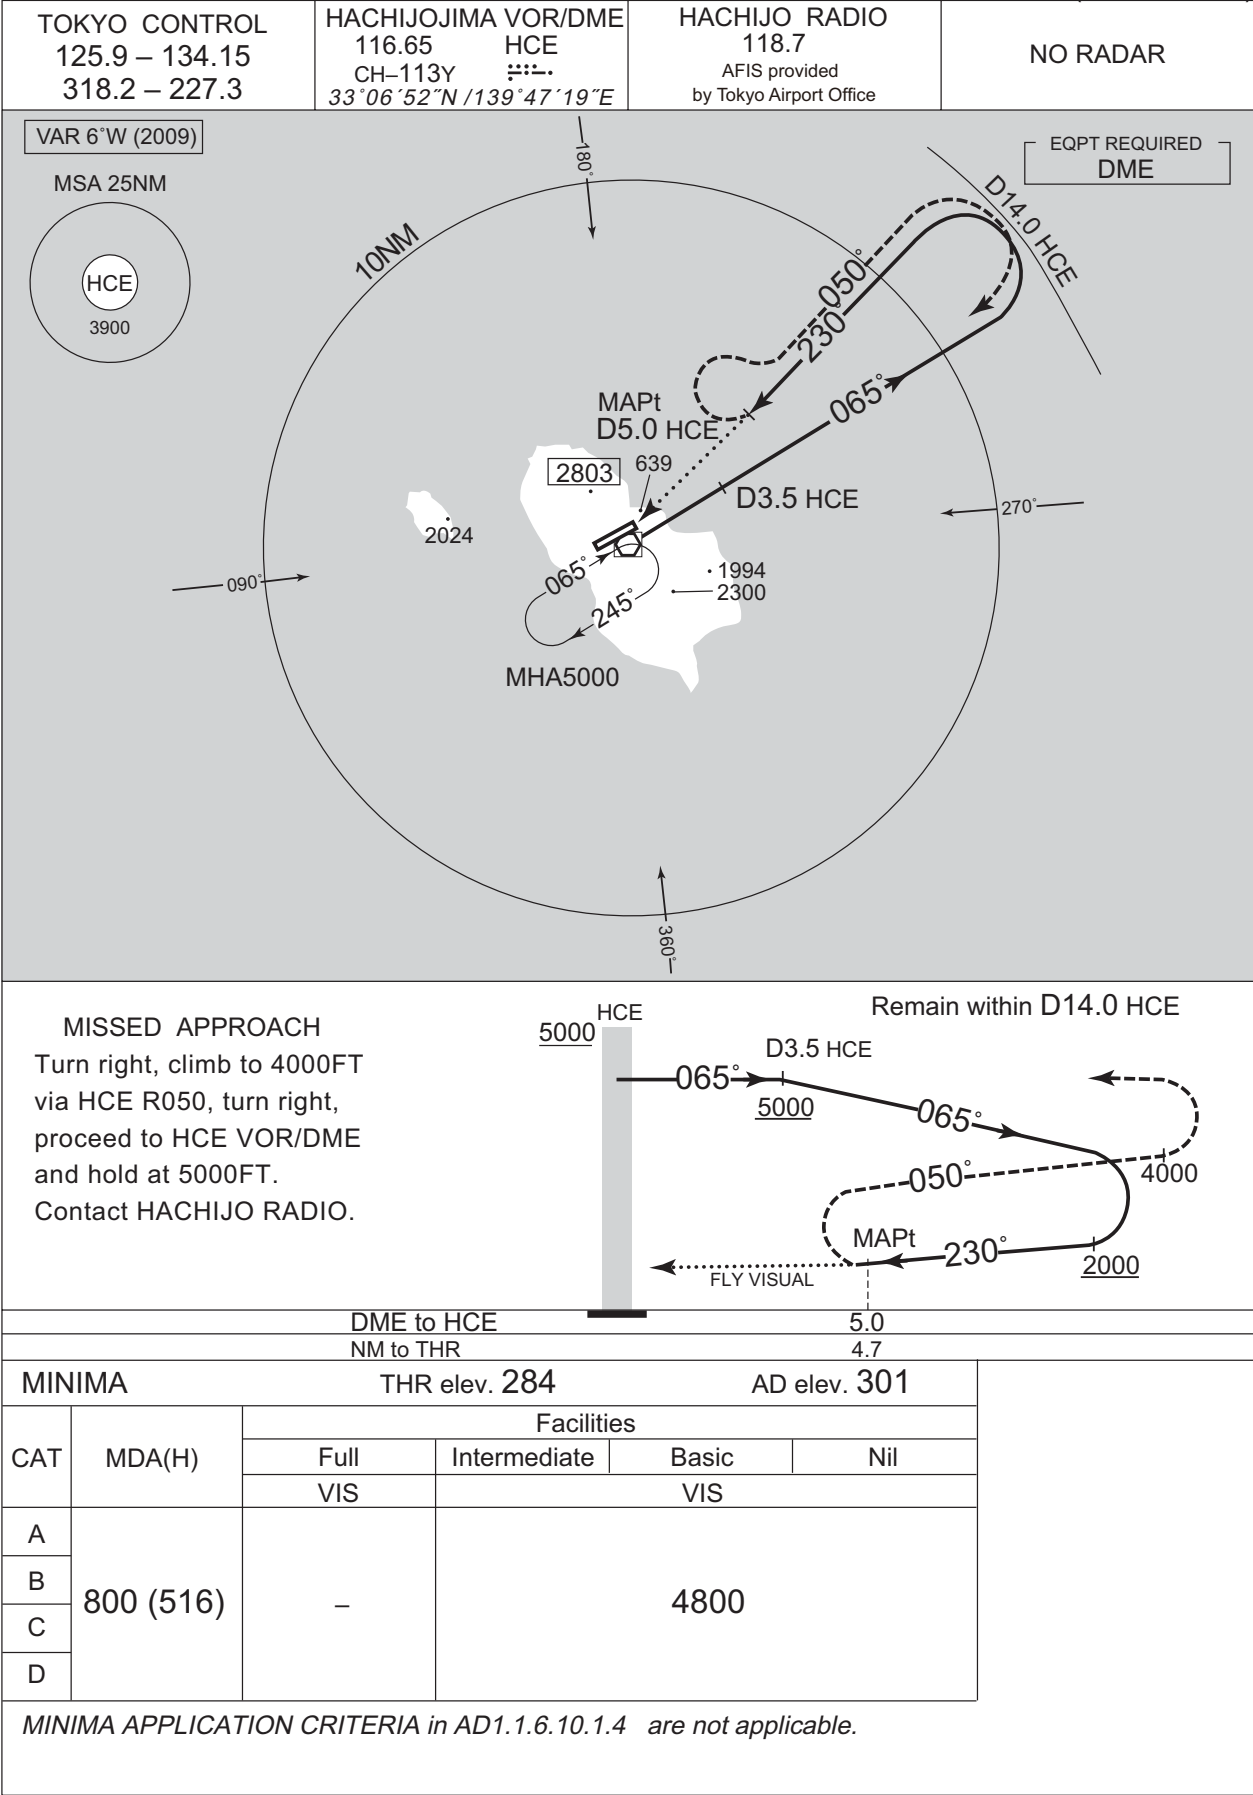 TOKYO CONTROL
125.9 – 134.15
318.2 – 227.3
HACHIJOJIMA VOR/DME
116.65 HCE
CH–113Y
33°06´52˝N /139°47´19˝E
HACHIJO RADIO
118.7
AFIS provided
by Tokyo Airport Office
NO RADAR
VAR 6°W (2009)
MSA 25NM
HCE
3900
EQPT REQUIRED
DME
180°
10NM
D14.0 HCE
050°
230°
065°
MAPt
D5.0 HCE
2803
639
D3.5 HCE
2024
270°
090°
065°
245°
1994
2300
MHA5000
360°
MISSED APPROACH
Turn right, climb to 4000FT
via HCE R050, turn right,
proceed to HCE VOR/DME
and hold at 5000FT.
Contact HACHIJO RADIO.
HCE
5000
Remain within D14.0 HCE
D3.5 HCE
065°
5000
065°
050°
4000
MAPt
230°
2000
FLY VISUAL
DME to HCE 5.0
NM to THR 4.7
MINIMA THR elev. 284 AD elev. 301
CAT MDA(H) Facilities
Full Intermediate Basic Nil
VIS VIS
A
B
C
D
800 (516) – 4800
MINIMA APPLICATION CRITERIA in AD1.1.6.10.1.4 are not applicable.